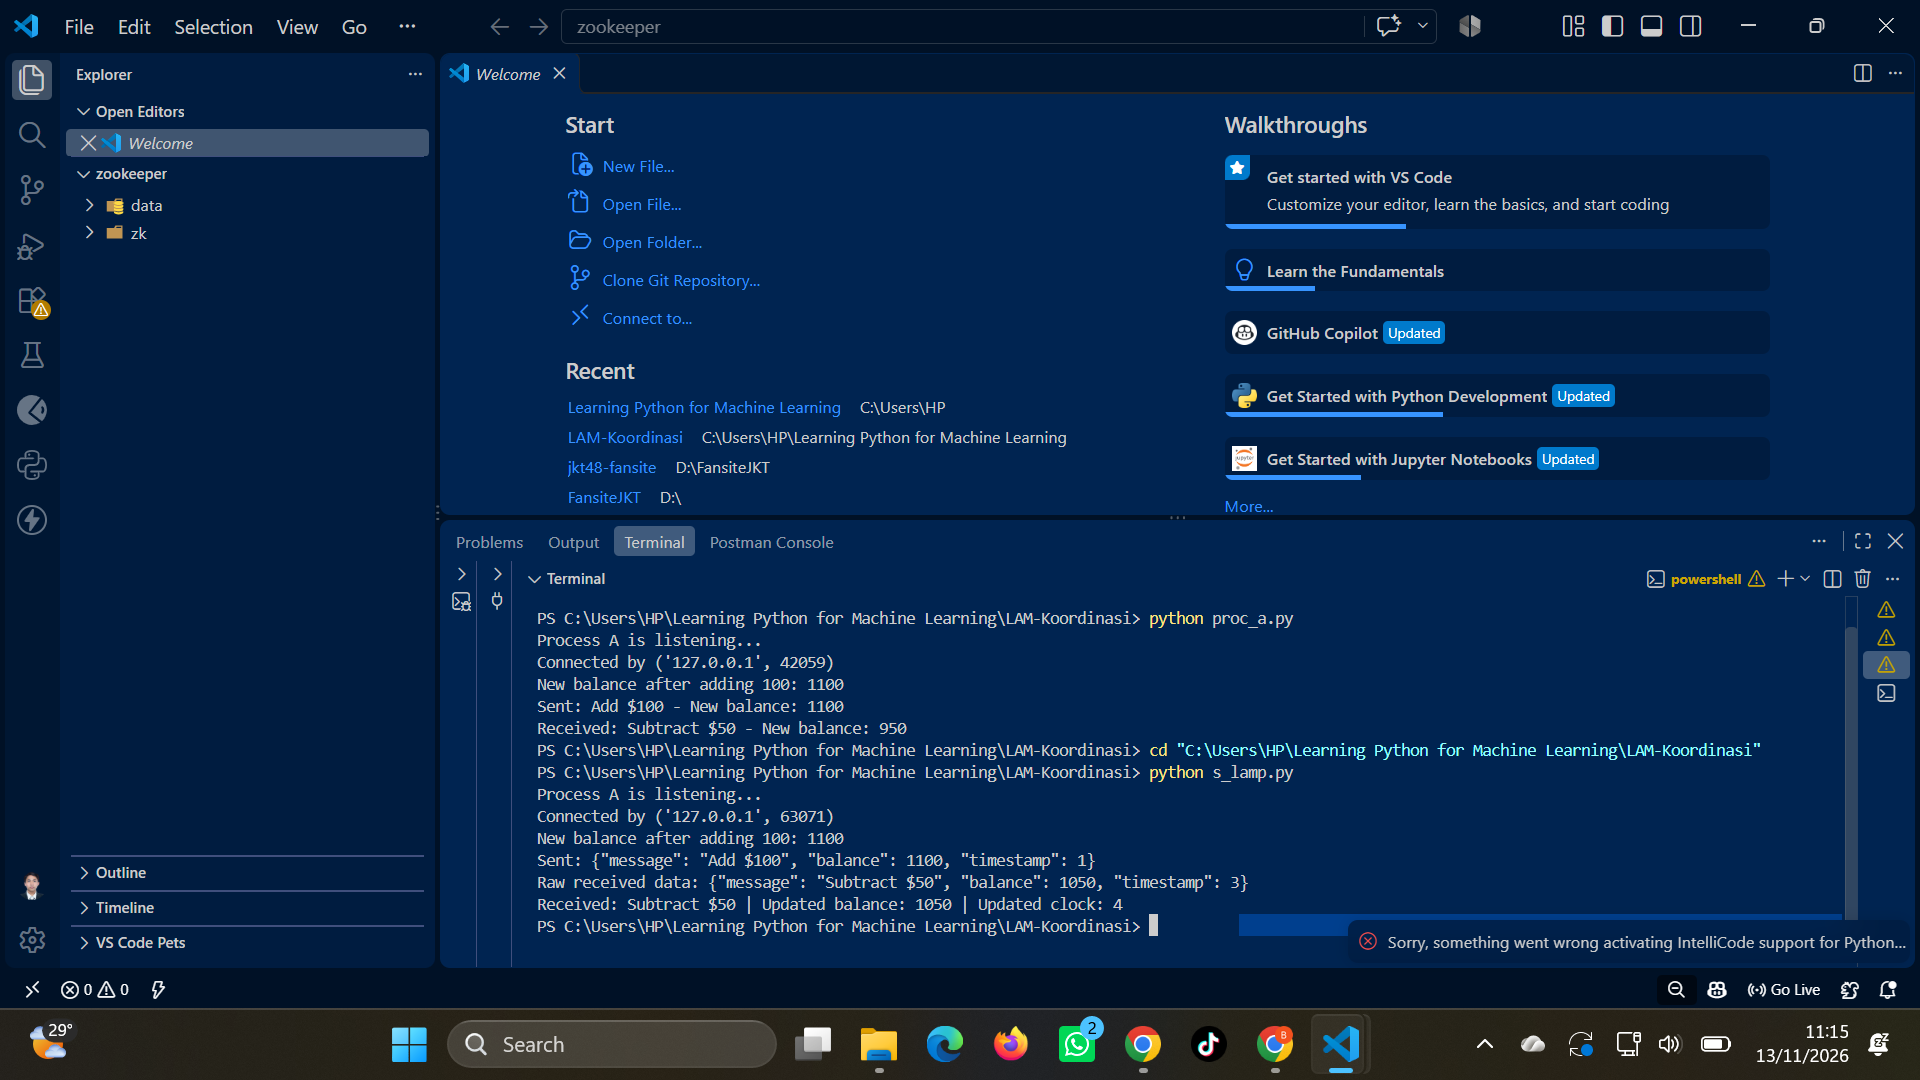 File Edit Selection View Go ···
zookeeper
Explorer
Open Editors
Welcome
zookeeper
data
zk
Outline
Timeline
VS Code Pets
Welcome
Start
New File...
Open File...
Open Folder...
Clone Git Repository...
Connect to...
Recent
Learning Python for Machine Learning C:\Users\HP
LAM-Koordinasi C:\Users\HP\Learning Python for Machine Learning
jkt48-fansite D:\FansiteJKT
FansiteJKT D:\
Walkthroughs
Get started with VS Code
Customize your editor, learn the basics, and start coding
Learn the Fundamentals
GitHub Copilot Updated
Get Started with Python Development Updated
Get Started with Jupyter Notebooks Updated
More...
Problems Output Terminal Postman Console
Terminal
powershell
PS C:\Users\HP\Learning Python for Machine Learning\LAM-Koordinasi> python proc_a.py
Process A is listening...
Connected by ('127.0.0.1', 42059)
New balance after adding 100: 1100
Sent: Add $100 - New balance: 1100
Received: Subtract $50 - New balance: 950
PS C:\Users\HP\Learning Python for Machine Learning\LAM-Koordinasi> cd "C:\Users\HP\Learning Python for Machine Learning\LAM-Koordinasi"
PS C:\Users\HP\Learning Python for Machine Learning\LAM-Koordinasi> python s_lamp.py
Process A is listening...
Connected by ('127.0.0.1', 63071)
New balance after adding 100: 1100
Sent: {"message": "Add $100", "balance": 1100, "timestamp": 1}
Raw received data: {"message": "Subtract $50", "balance": 1050, "timestamp": 3}
Received: Subtract $50 | Updated balance: 1050 | Updated clock: 4
PS C:\Users\HP\Learning Python for Machine Learning\LAM-Koordinasi>
Sorry, something went wrong activating IntelliCode support for Python...
0 0
Go Live
29°
Search
2
B
11:15
13/11/2026